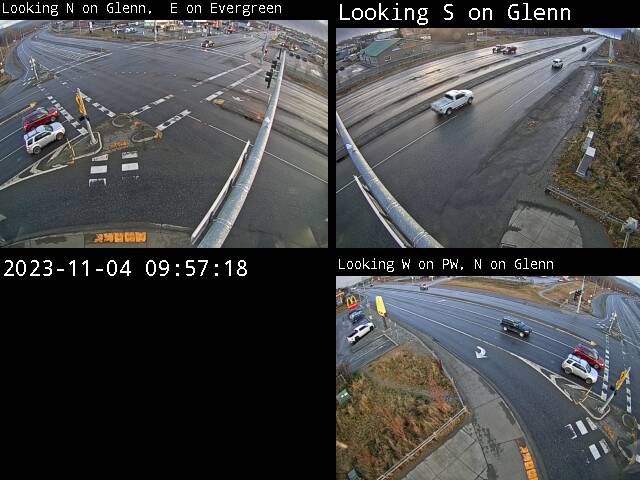 Looking N on Glenn,  E on Evergreen
Looking S on Glenn
2023-11-04 09:57:18
Looking W on PW, N on Glenn